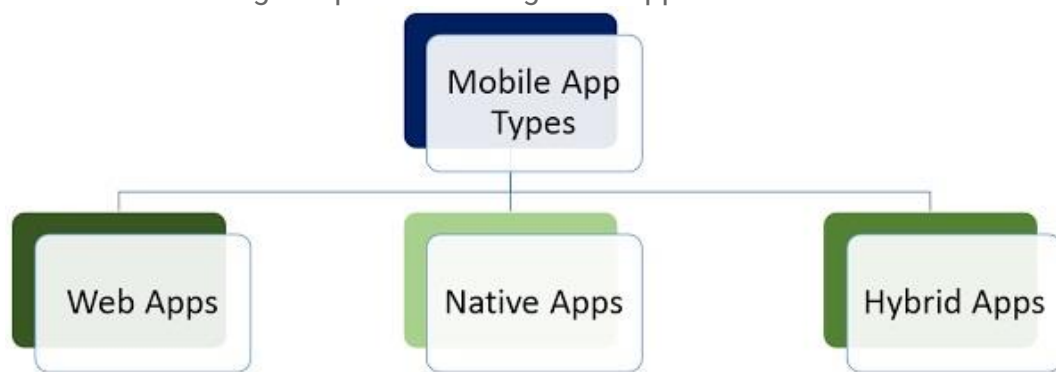 Mobile App
Types
Web Apps
Native Apps
Hybrid Apps